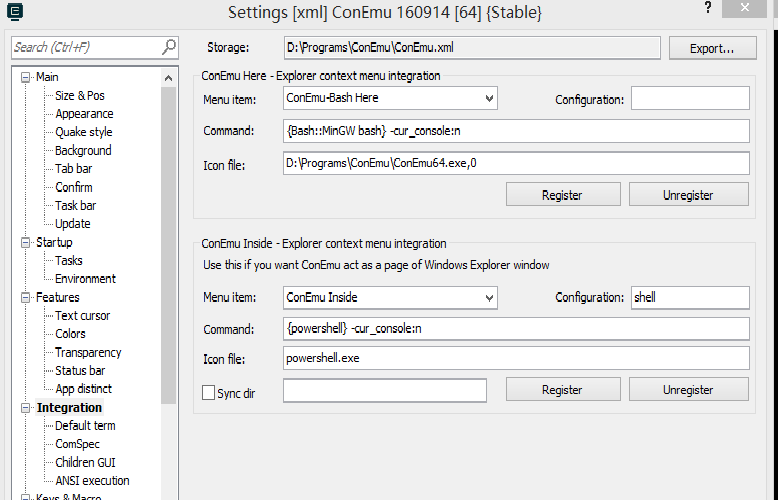 Settings [xml] ConEmu 160914 [64] {Stable}
? X
Search (Ctrl+F)
Storage: D:\Programs\ConEmu\ConEmu.xml Export...
Main
Size & Pos
Appearance
Quake style
Background
Tab bar
Confirm
Task bar
Update
Startup
Tasks
Environment
Features
Text cursor
Colors
Transparency
Status bar
App distinct
Integration
Default term
ComSpec
Children GUI
ANSI execution
Keys & Macro
ConEmu Here - Explorer context menu integration
Menu item: ConEmu-Bash Here Configuration:
Command: {Bash::MinGW bash} -cur_console:n
Icon file: D:\Programs\ConEmu\ConEmu64.exe,0
Register Unregister
ConEmu Inside - Explorer context menu integration
Use this if you want ConEmu act as a page of Windows Explorer window
Menu item: ConEmu Inside Configuration: shell
Command: {powershell} -cur_console:n
Icon file: powershell.exe
Sync dir Register Unregister